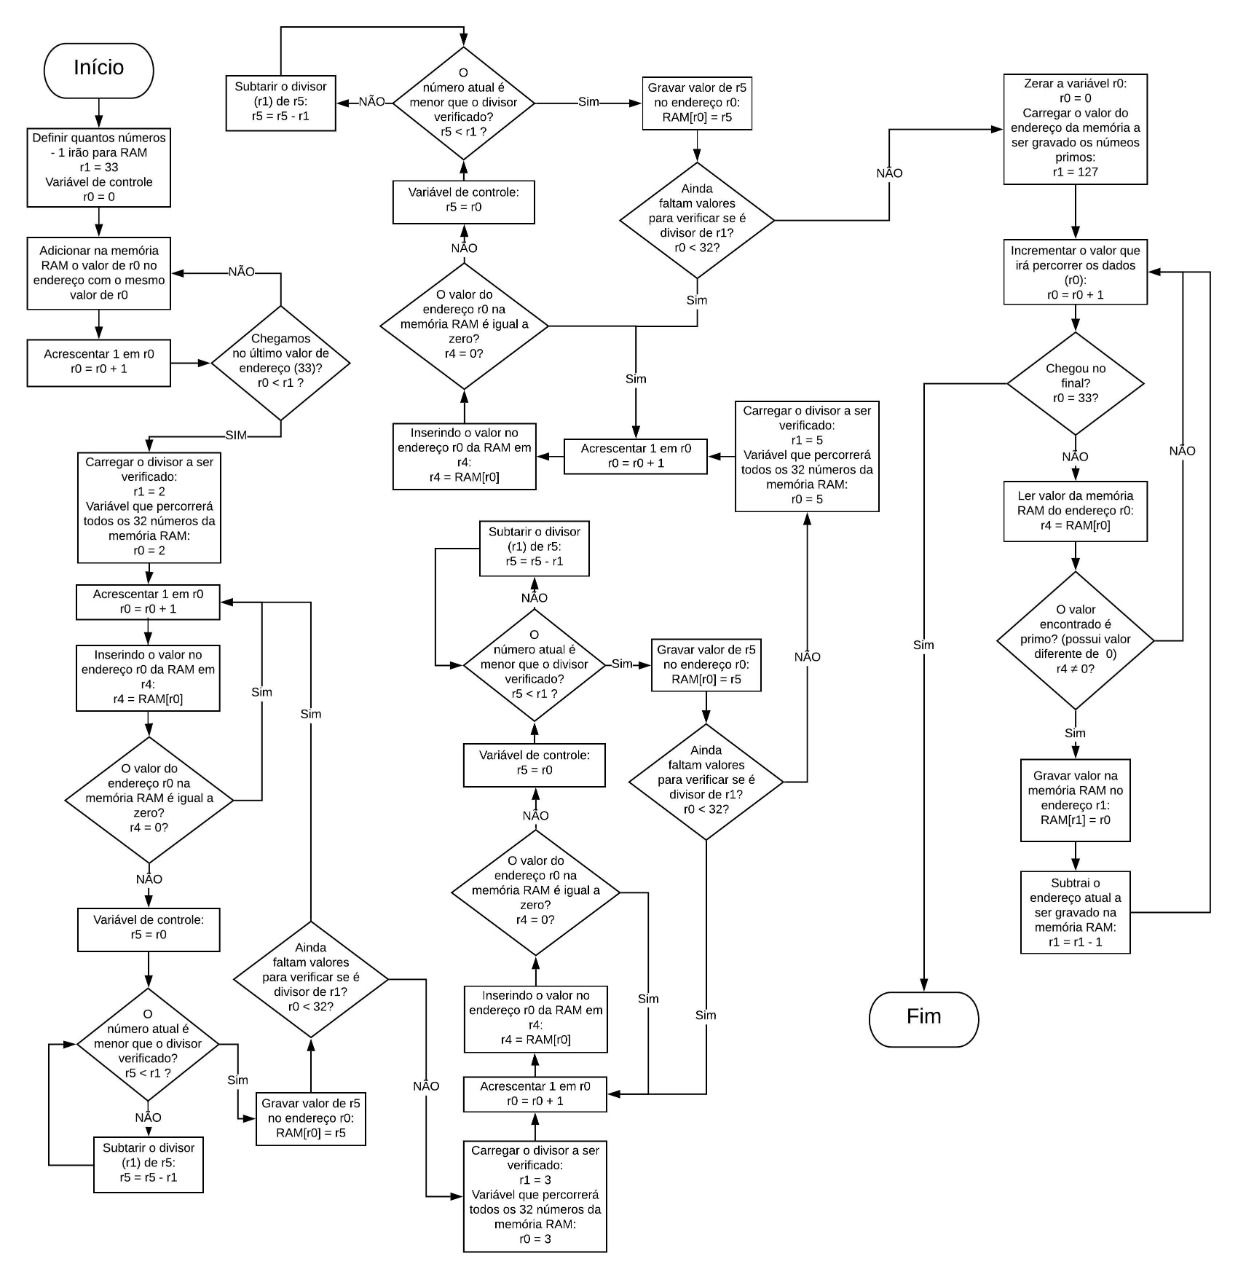 Início
Definir quantos números
- 1 irão para RAM
r1 = 33
Variável de controle
r0 = 0
Adicionar na memória
RAM o valor de r0 no
endereço com o mesmo
valor de r0
Acrescentar 1 em r0
r0 = r0 + 1
NÃO
Chegamos
no último valor de
endereço (33)?
r0 < r1 ?
SIM
Carregar o divisor a ser
verificado:
r1 = 2
Variável que percorrerá
todos os 32 números da
memória RAM:
r0 = 2
Acrescentar 1 em r0
r0 = r0 + 1
Inserindo o valor no
endereço r0 da RAM em
r4:
r4 = RAM[r0]
Sim
Sim
O valor do
endereço r0 na
memória RAM é igual a
zero?
r4 = 0?
NÃO
Variável de controle:
r5 = r0
O
número atual é
menor que o divisor
verificado?
r5 < r1 ?
Sim
NÃO
Subtarir o divisor
(r1) de r5:
r5 = r5 - r1
Gravar valor de r5
no endereço r0:
RAM[r0] = r5
Ainda
faltam valores
para verificar se é
divisor de r1?
r0 < 32?
NÃO
Carregar o divisor a ser
verificado:
r1 = 3
Variável que percorrerá
todos os 32 números da
memória RAM:
r0 = 3
Acrescentar 1 em r0
r0 = r0 + 1
Inserindo o valor no
endereço r0 da RAM em
r4:
r4 = RAM[r0]
Sim
Sim
O valor do
endereço r0 na
memória RAM é igual a
zero?
r4 = 0?
NÃO
Variável de controle:
r5 = r0
O
número atual é
menor que o divisor
verificado?
r5 < r1 ?
NÃO
Subtarir o divisor
(r1) de r5:
r5 = r5 - r1
Sim
Gravar valor de r5
no endereço r0:
RAM[r0] = r5
Ainda
faltam valores
para verificar se é
divisor de r1?
r0 < 32?
NÃO
Carregar o divisor a ser
verificado:
r1 = 5
Variável que percorrerá
todos os 32 números da
memória RAM:
r0 = 5
Acrescentar 1 em r0
r0 = r0 + 1
Inserindo o valor no
endereço r0 da RAM em
r4:
r4 = RAM[r0]
Sim
O valor do
endereço r0 na
memória RAM é igual a
zero?
r4 = 0?
NÃO
Variável de controle:
r5 = r0
O
número atual é
menor que o divisor
verificado?
r5 < r1 ?
NÃO
Subtarir o divisor
(r1) de r5:
r5 = r5 - r1
Sim
Gravar valor de r5
no endereço r0:
RAM[r0] = r5
Ainda
faltam valores
para verificar se é
divisor de r1?
r0 < 32?
Sim
NÃO
Zerar a variável r0:
r0 = 0
Carregar o valor do
endereço da memória a
ser gravado os númeos
primos:
r1 = 127
Incrementar o valor que
irá percorrer os dados
(r0):
r0 = r0 + 1
Chegou no
final?
r0 = 33?
NÃO
NÃO
Ler valor da memória
RAM do endereço r0:
r4 = RAM[r0]
O valor
encontrado é
primo? (possui valor
diferente de 0)
r4 ≠ 0?
Sim
Sim
Gravar valor na
memória RAM no
endereço r1:
RAM[r1] = r0
Subtrai o
endereço atual a
ser gravado na
memória RAM:
r1 = r1 - 1
Fim